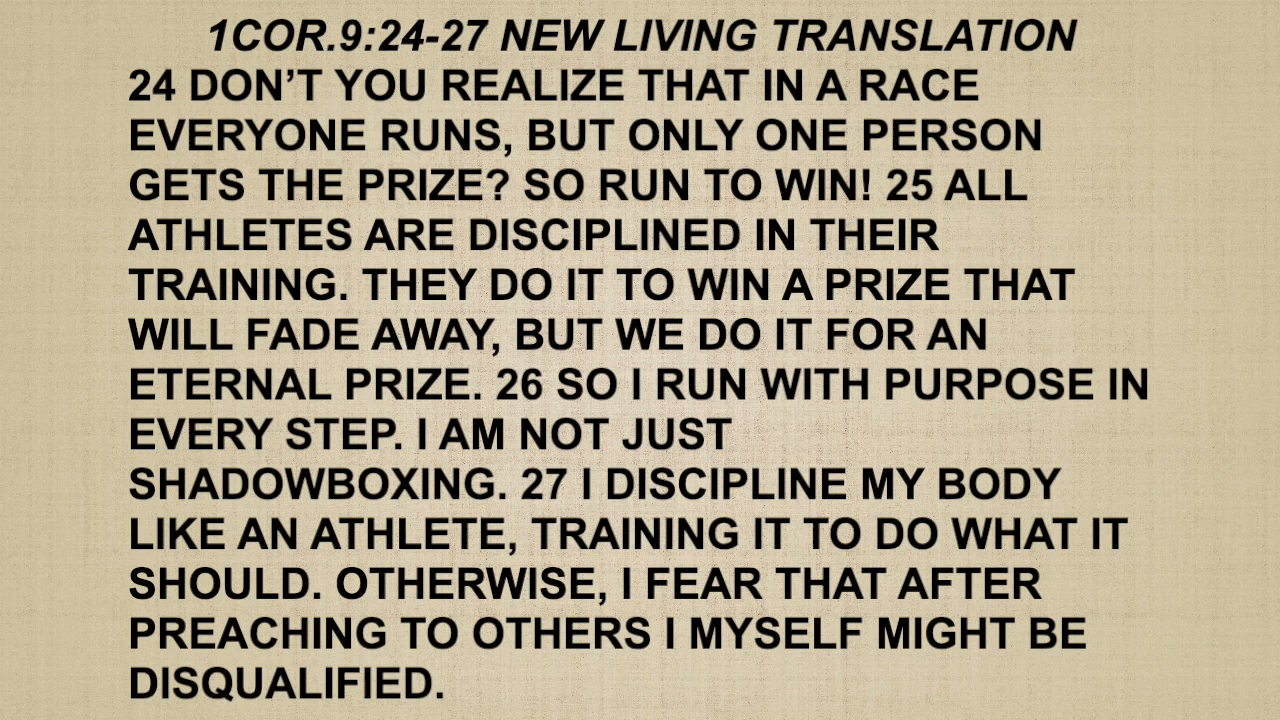 1COR.9:24-27 NEW LIVING TRANSLATION
24 DON’T YOU REALIZE THAT IN A RACE
EVERYONE RUNS, BUT ONLY ONE PERSON
GETS THE PRIZE? SO RUN TO WIN! 25 ALL
ATHLETES ARE DISCIPLINED IN THEIR
TRAINING. THEY DO IT TO WIN A PRIZE THAT
WILL FADE AWAY, BUT WE DO IT FOR AN
ETERNAL PRIZE. 26 SO I RUN WITH PURPOSE IN
EVERY STEP. I AM NOT JUST
SHADOWBOXING. 27 I DISCIPLINE MY BODY
LIKE AN ATHLETE, TRAINING IT TO DO WHAT IT
SHOULD. OTHERWISE, I FEAR THAT AFTER
PREACHING TO OTHERS I MYSELF MIGHT BE
DISQUALIFIED.